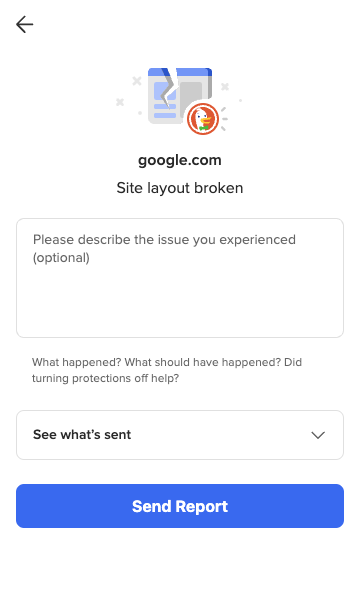 google.com
Site layout broken
Please describe the issue you experienced
(optional)
What happened? What should have happened? Did
turning protections off help?
See what’s sent
Send Report